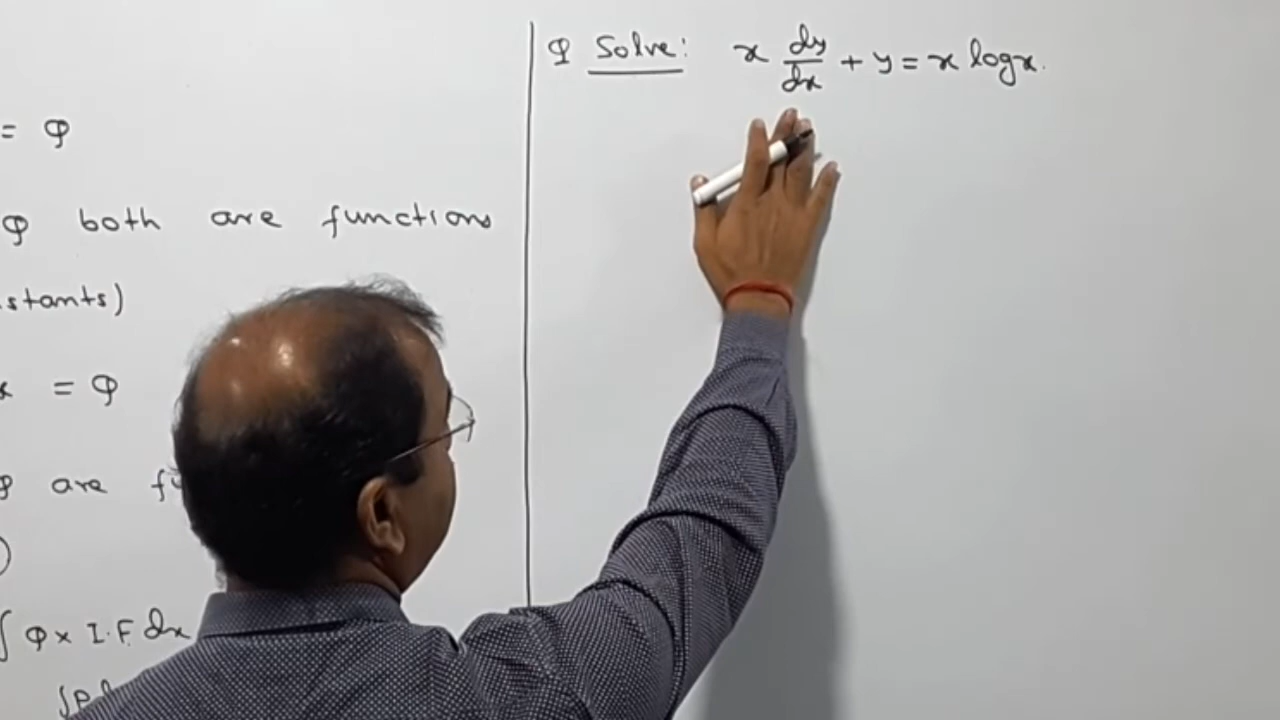 = Q
Q both are functions
stants)
x = Q
Q are
)
∫ Q × I.F. dx
∫P
Q Solve: x dy/dx + y = x log x.